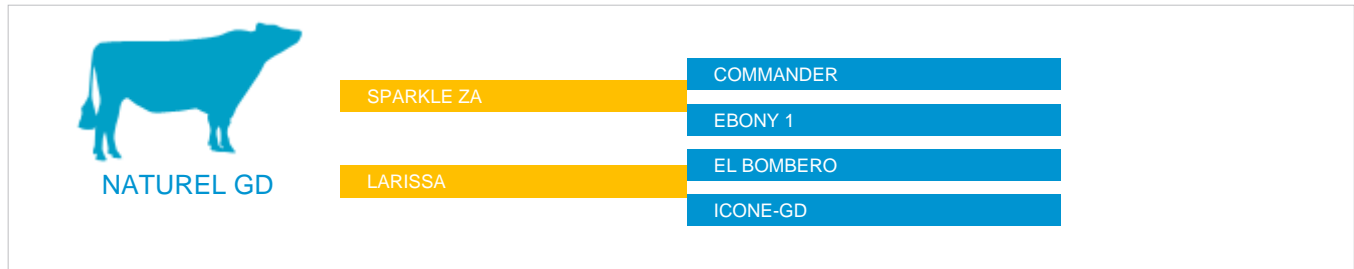 NATUREL GD
SPARKLE ZA
LARISSA
COMMANDER
EBONY 1
EL BOMBERO
ICONE-GD